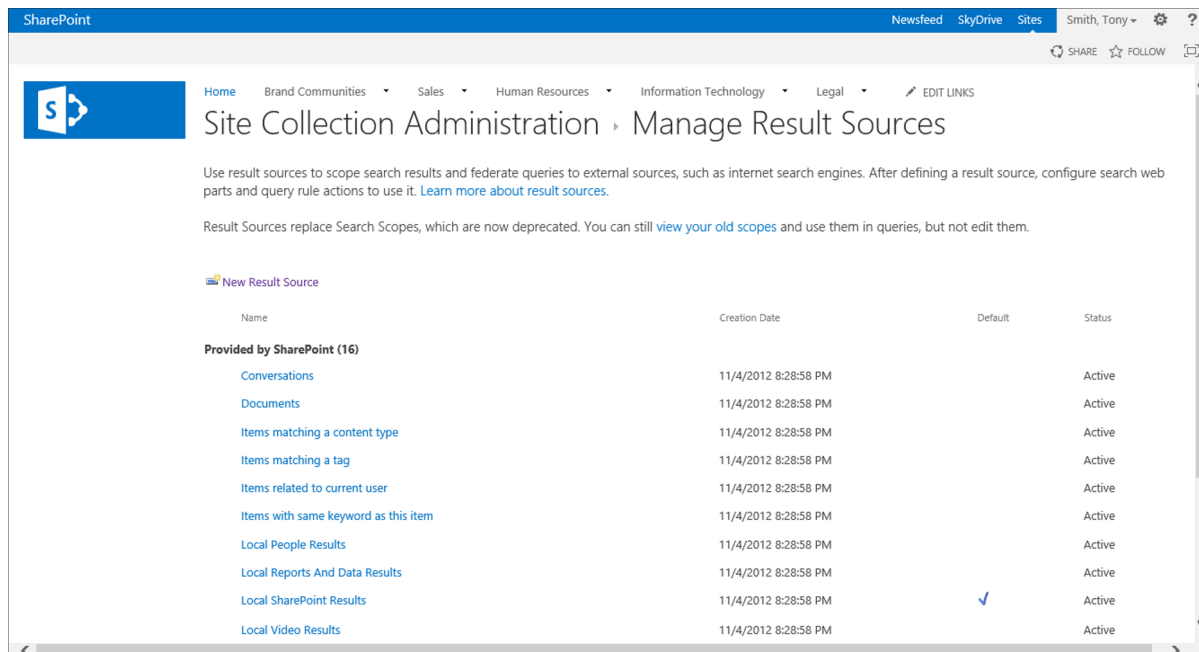 SharePoint Newsfeed SkyDrive Sites Smith, Tony ?
SHARE FOLLOW
S
Home Brand Communities Sales Human Resources Information Technology Legal EDIT LINKS
Site Collection Administration › Manage Result Sources
Use result sources to scope search results and federate queries to external sources, such as internet search engines. After defining a result source, configure search web
parts and query rule actions to use it. Learn more about result sources.
Result Sources replace Search Scopes, which are now deprecated. You can still view your old scopes and use them in queries, but not edit them.
New Result Source
Name Creation Date Default Status
Provided by SharePoint (16)
Conversations 11/4/2012 8:28:58 PM Active
Documents 11/4/2012 8:28:58 PM Active
Items matching a content type 11/4/2012 8:28:58 PM Active
Items matching a tag 11/4/2012 8:28:58 PM Active
Items related to current user 11/4/2012 8:28:58 PM Active
Items with same keyword as this item 11/4/2012 8:28:58 PM Active
Local People Results 11/4/2012 8:28:58 PM Active
Local Reports And Data Results 11/4/2012 8:28:58 PM Active
Local SharePoint Results 11/4/2012 8:28:58 PM Active
Local Video Results 11/4/2012 8:28:58 PM Active